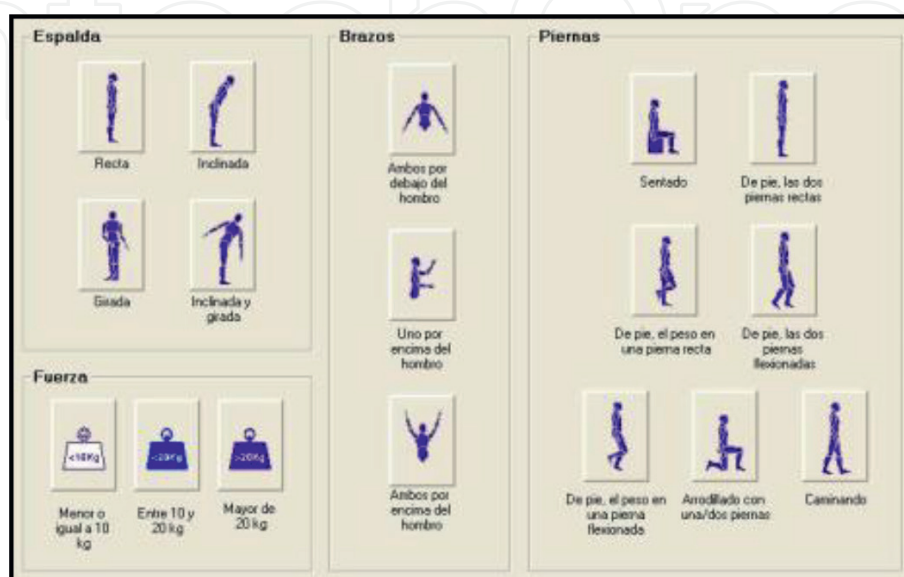 Espalda
Recta
Inclinada
Girada
Inclinada y
girada
Fuerza
<10Kg
<20Kg
>20Kg
Menor o
igual a 10
kg
Entre 10 y
20 kg
Mayor de
20 kg
Brazos
Ambos por
debajo del
hombro
Uno por
encima del
hombro
Ambos por
encima del
hombro
Piernas
Sentado
De pie, las dos
piernas rectas
De pie, el peso en
una pierna recta
De pie, las dos
piernas
flexionadas
De pie, el peso en
una pierna
flexionada
Arrodillado con
una/dos piernas
Caminando